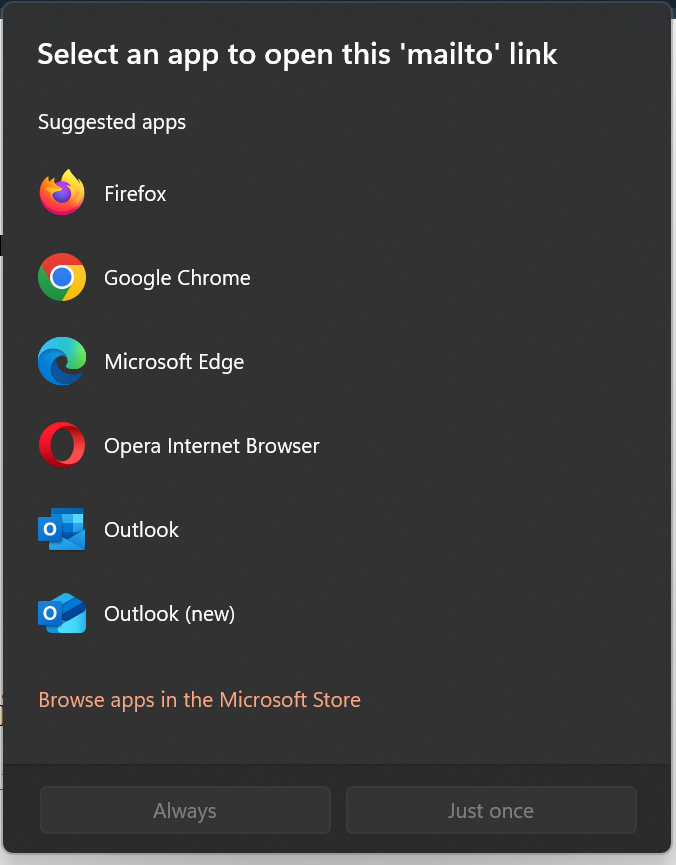 Select an app to open this 'mailto' link
Suggested apps
Firefox
Google Chrome
Microsoft Edge
Opera Internet Browser
O Outlook
O Outlook (new)
Browse apps in the Microsoft Store
Always Just once